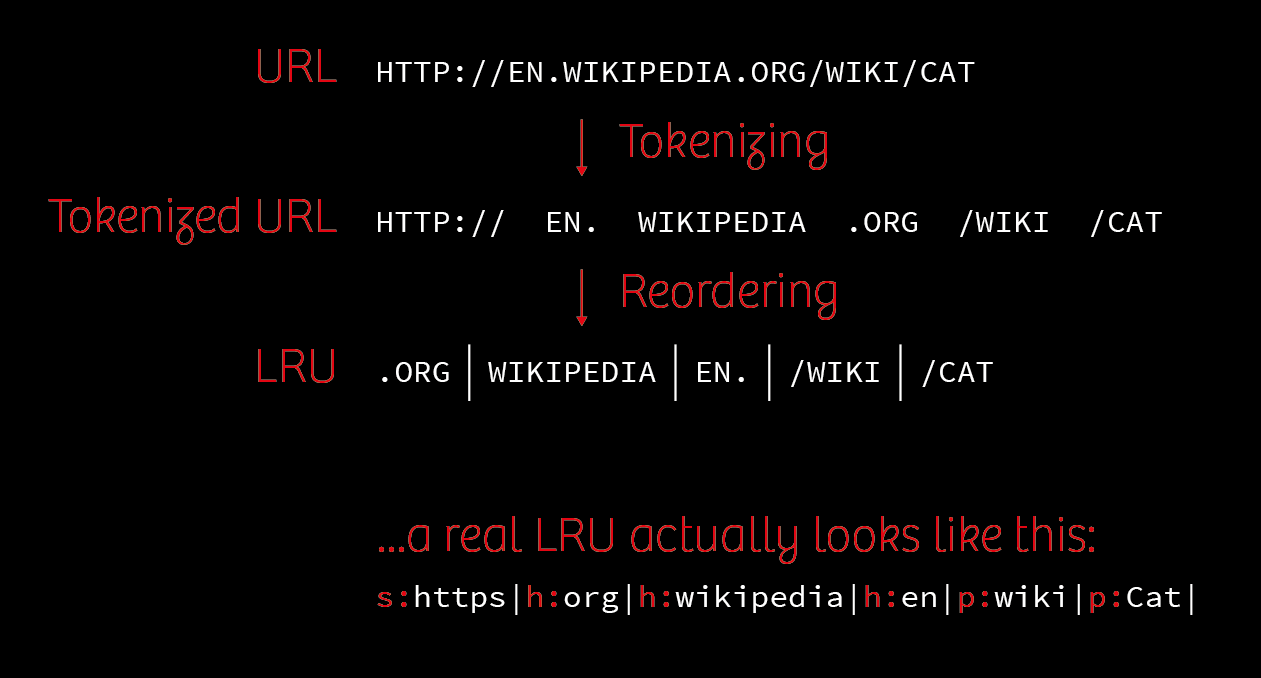 URL HTTP://EN.WIKIPEDIA.ORG/WIKI/CAT
Tokenizing
Tokenized URL HTTP:// EN. WIKIPEDIA .ORG /WIKI /CAT
Reordering
LRU .ORG | WIKIPEDIA | EN. | /WIKI | /CAT
...a real LRU actually looks like this:
s:https|h:org|h:wikipedia|h:en|p:wiki|p:Cat|